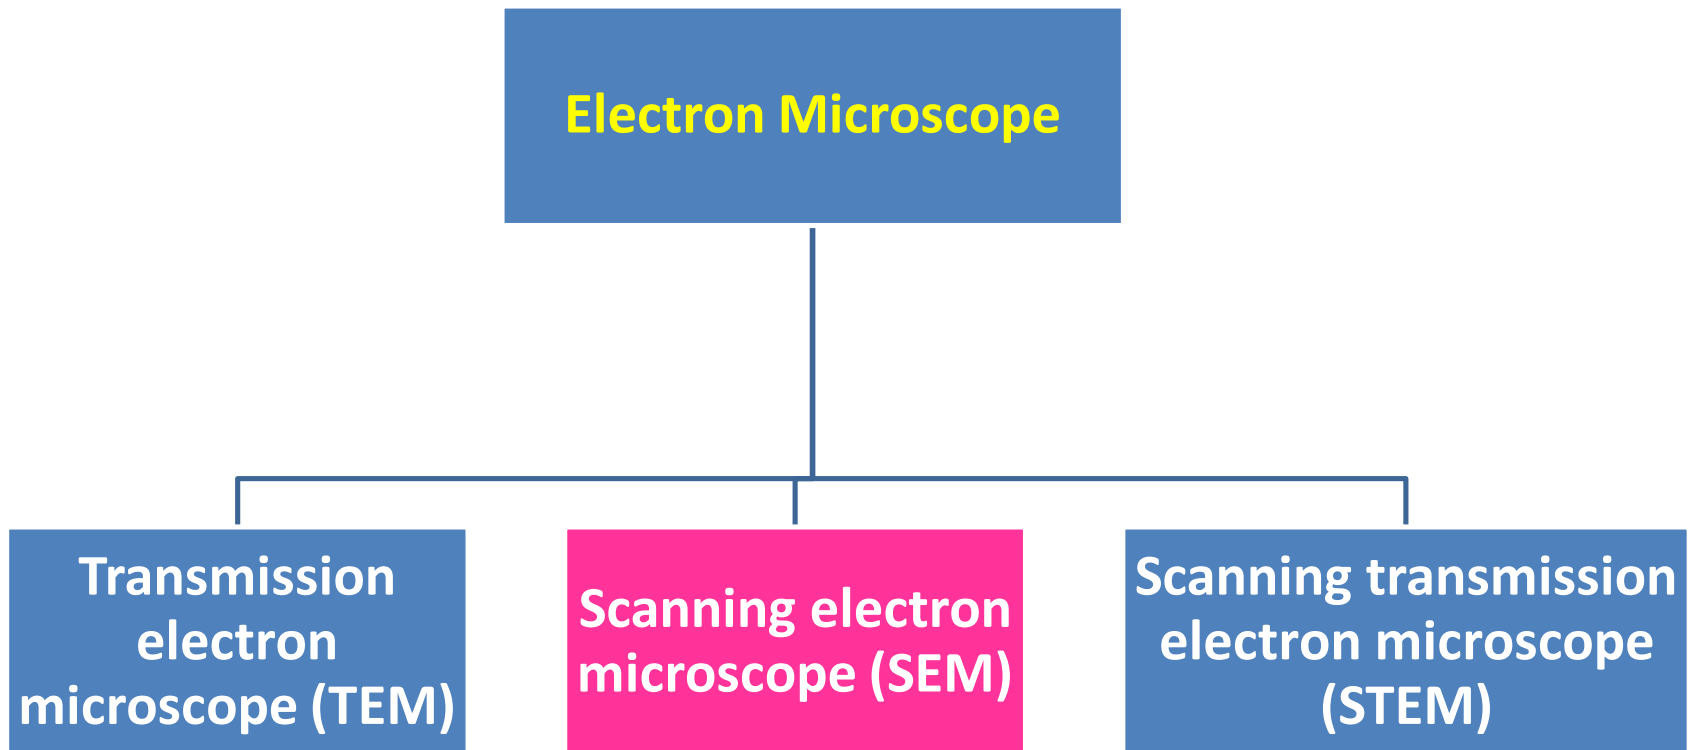 Electron Microscope
Transmission
electron
microscope (TEM)
Scanning electron
microscope (SEM)
Scanning transmission
electron microscope
(STEM)